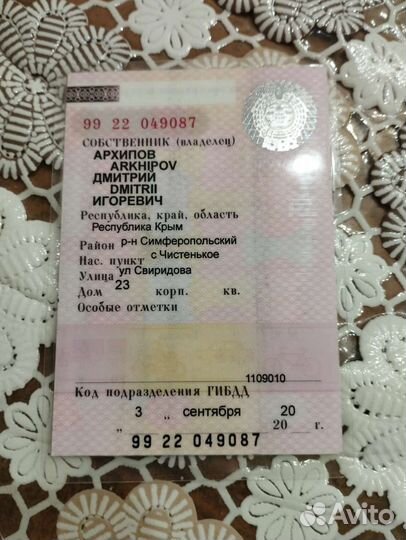 99 22 049087
СОБСТВЕННИК (владелец)
АРХИПОВ
ARKHIPOV
ДМИТРИЙ
DMITRII
ИГОРЕВИЧ
Республика, край, область
Республика Крым
Район р-н Симферопольский
Нас. пункт с Чистенькое
Улица ул Свиридова
Дом 23 корп. кв.
Особые отметки
1109010
Код подразделения ГИБДД
3 „ сентября 20
„ „ 20 г.
99 22 049087
Avito